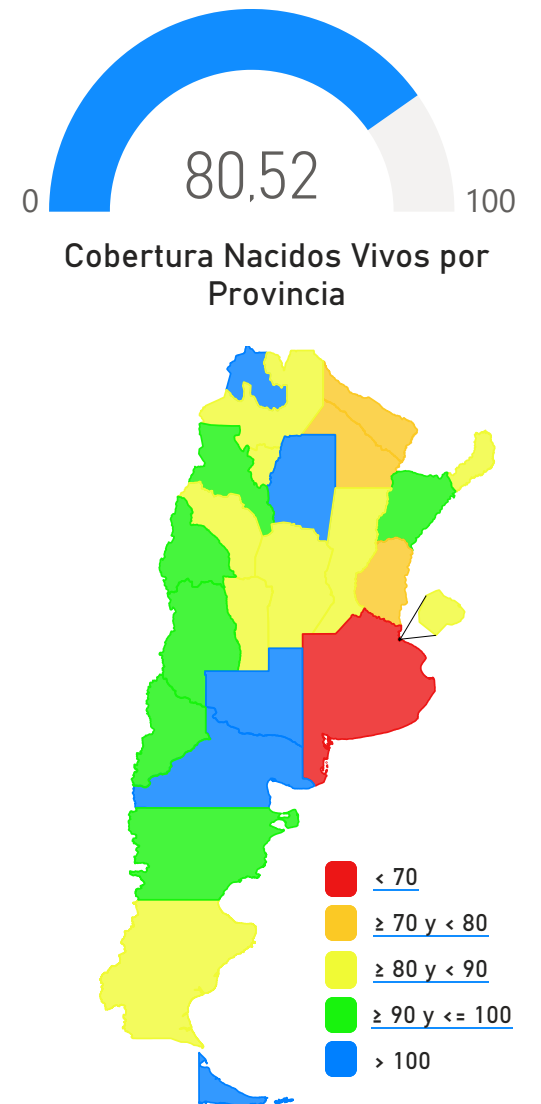 80,52
0
100
Cobertura Nacidos Vivos por
Provincia
< 70
≥ 70 y < 80
≥ 80 y < 90
≥ 90 y <= 100
> 100